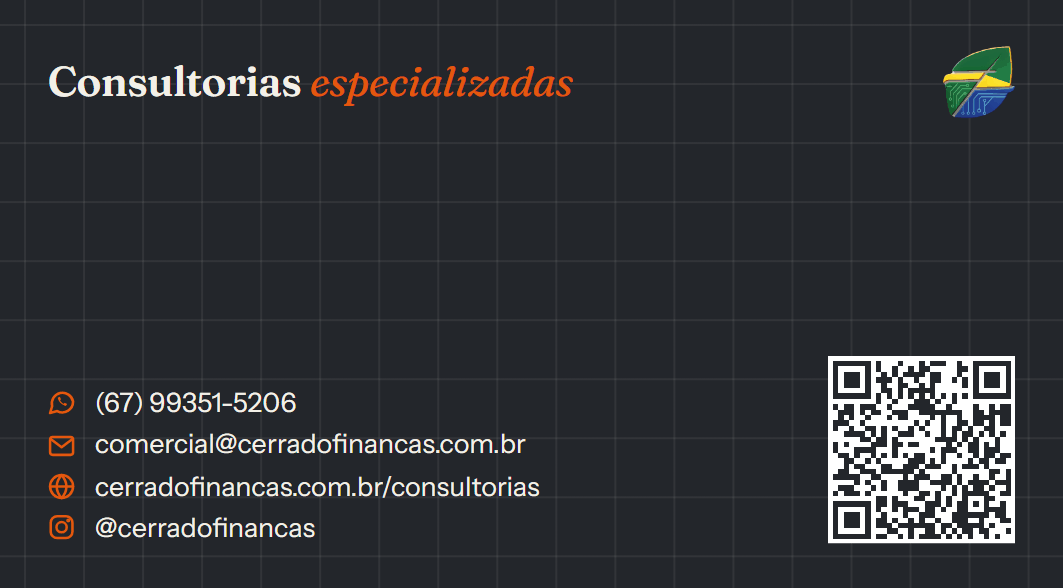 Consultorias especializadas
(67) 99351-5206
comercial@cerradofinancas.com.br
cerradofinancas.com.br/consultorias
@cerradofinancas